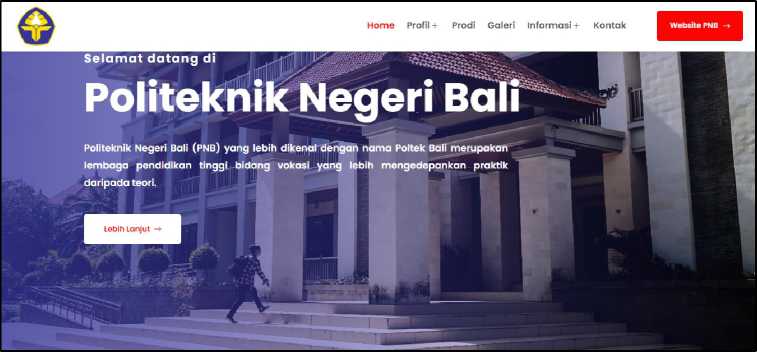 Home Profil + Prodi Galeri Informasi + Kontak Website PNB →
Selamat datang di
Politeknik Negeri Bali
Politeknik Negeri Bali (PNB) yang lebih dikenal dengan nama Poltek Bali merupakan
lembaga pendidikan tinggi bidang vokasi yang lebih mengedepankan praktik
daripada teori.
Lebih Lanjut →